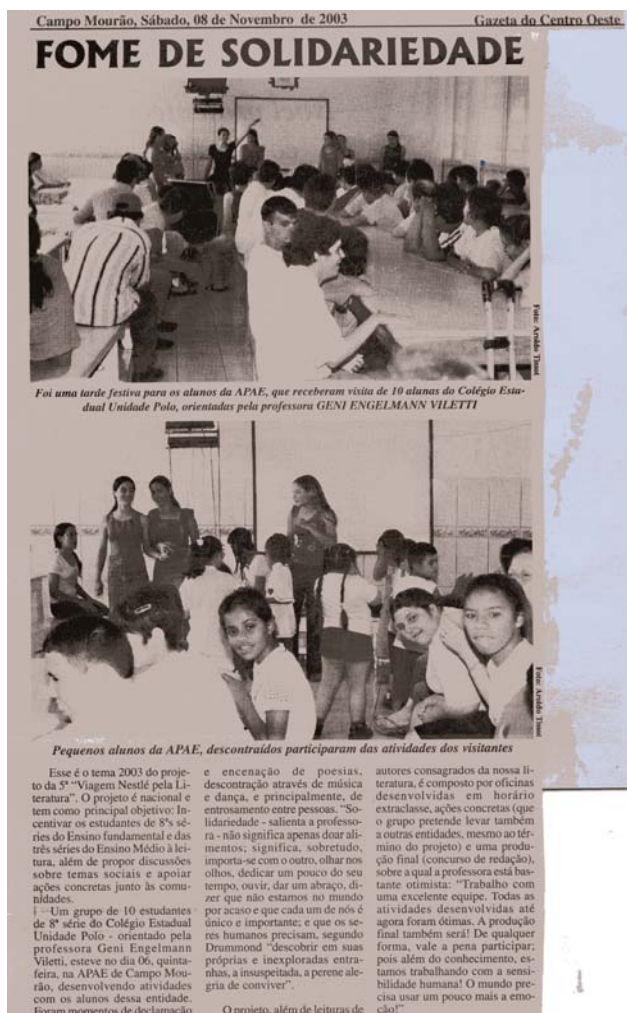 Campo Mourão, Sábado, 08 de Novembro de 2003
Gazeta do Centro Oeste
FOME DE SOLIDARIEDADE
Foto: Aroldo Tissot
Foi uma tarde festiva para os alunos da APAE, que receberam visita de 10 alunas do Colégio Esta-
dual Unidade Polo, orientadas pela professora GENI ENGELMANN VILETTI
Foto: Aroldo Tissot
Pequenos alunos da APAE, descontraídos participaram das atividades dos visitantes
Esse é o tema 2003 do proje-
to da 5ª “Viagem Nestlé pela Li-
teratura”. O projeto é nacional e
tem como principal objetivo: In-
centivar os estudantes de 8ªs sé-
ries do Ensino fundamental e das
três séries do Ensino Médio à lei-
tura, além de propor discussões
sobre temas sociais e apoiar
ações concretas junto às comu-
nidades.
Um grupo de 10 estudantes
de 8ª série do Colégio Estadual
Unidade Polo - orientado pela
professora Geni Engelmann
Viletti, esteve no dia 06, quinta-
feira, na APAE de Campo Mou-
rão, desenvolvendo atividades
com os alunos dessa entidade.
Foram momentos de declamação
e encenação de poesias,
descontração através de música
e dança, e principalmente, de
entrosamento entre pessoas. “So-
lidariedade - salienta a professo-
ra - não significa apenas doar ali-
mentos; significa, sobretudo,
importa-se com o outro, olhar nos
olhos, dedicar um pouco do seu
tempo, ouvir, dar um abraço, di-
zer que não estamos no mundo
por acaso e que cada um de nós é
único e importante; e que os se-
res humanos precisam, segundo
Drummond “descobrir em suas
próprias e inexploradas entra-
nhas, a insuspeitada, a perene ale-
gria de conviver”.
O projeto, além de leituras de
autores consagrados da nossa li-
teratura, é composto por oficinas
desenvolvidas em horário
extraclasse, ações concretas (que
o grupo pretende levar também
a outras entidades, mesmo ao tér-
mino do projeto) e uma produ-
ção final (concurso de redação),
sobre a qual a professora está bas-
tante otimista: “Trabalho com
uma excelente equipe. Todas as
atividades desenvolvidas até
agora foram ótimas. A produção
final também será! De qualquer
forma, vale a pena participar;
pois além do conhecimento, es-
tamos trabalhando com a sensi-
bilidade humana! O mundo pre-
cisa usar um pouco mais a emo-
ção!”